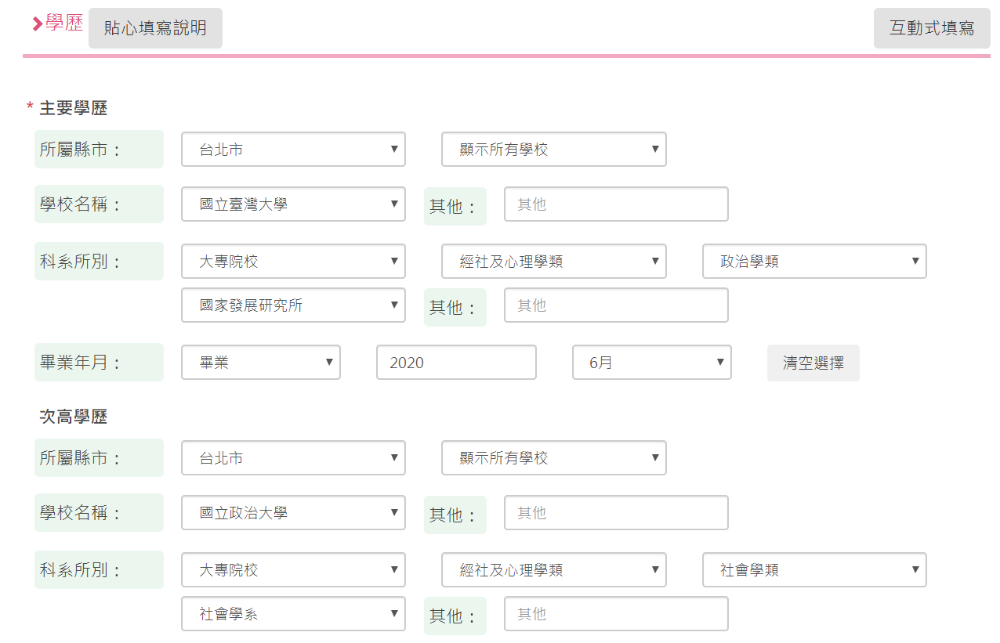 學歷 貼心填寫說明 互動式填寫
* 主要學歷
所屬縣市： 台北市 顯示所有學校
學校名稱： 國立臺灣大學 其他： 其他
科系所別： 大專院校 經社及心理學類 政治學類
國家發展研究所 其他： 其他
畢業年月： 畢業 2020 6月 清空選擇
次高學歷
所屬縣市： 台北市 顯示所有學校
學校名稱： 國立政治大學 其他： 其他
科系所別： 大專院校 經社及心理學類 社會學類
社會學系 其他： 其他